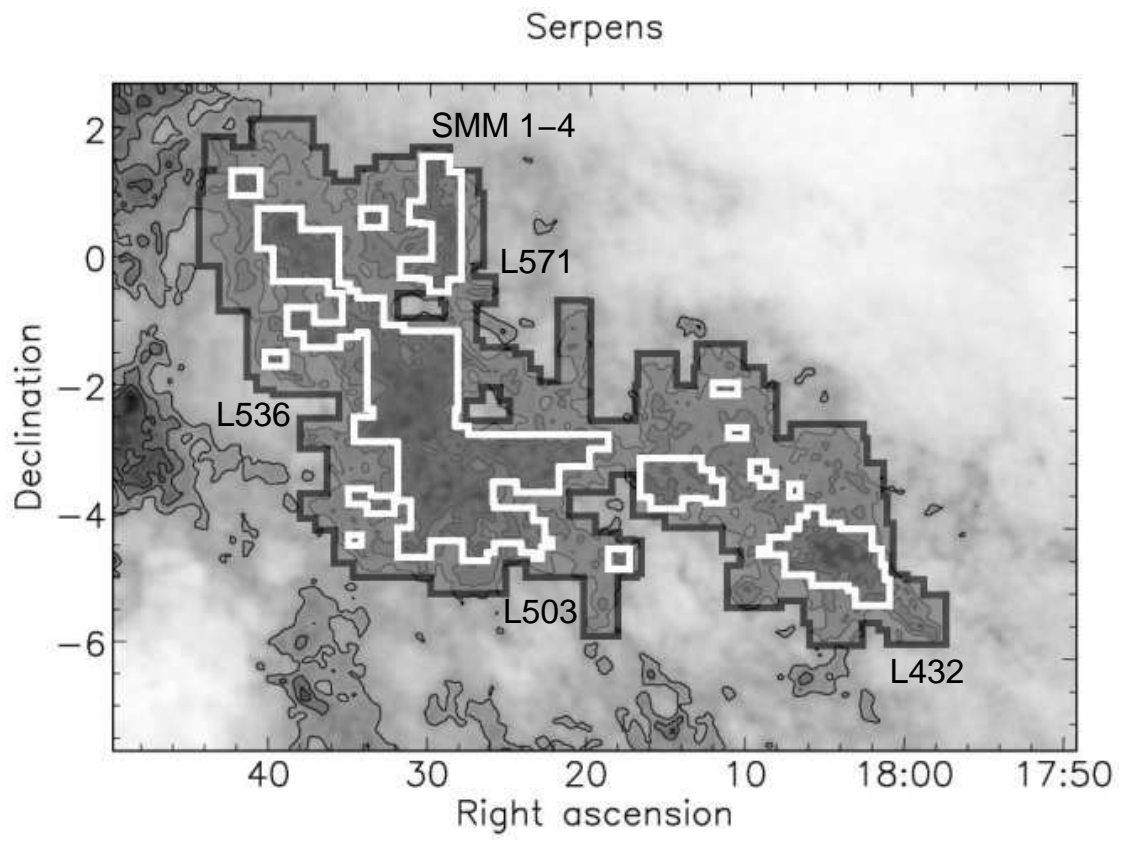 Serpens
SMM 1−4
2
L571
0
Declination
−2
L536
−4
L503
−6
L432
40 30 20 10 18:00 17:50
Right ascension